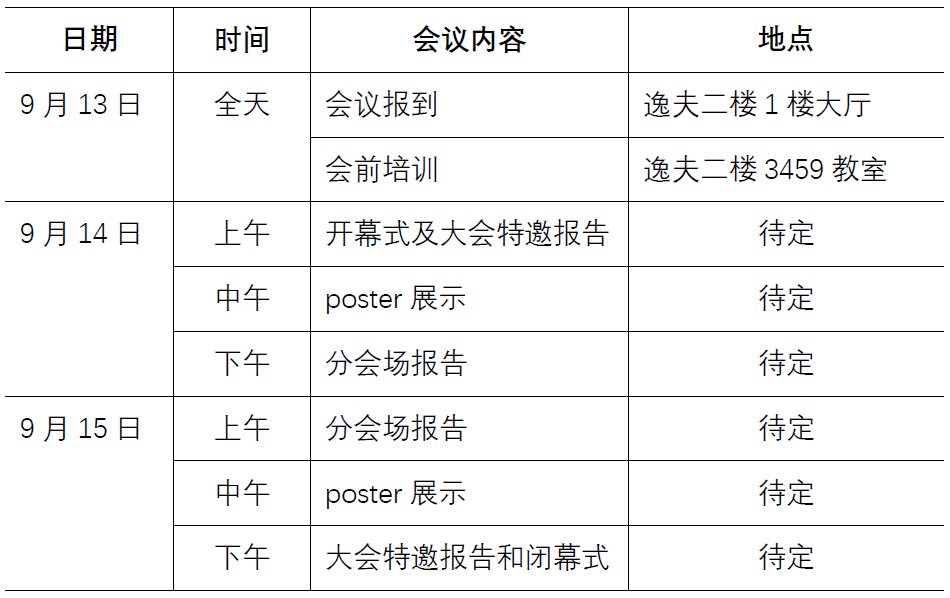 日期 时间 会议内容 地点
9 月 13 日 全天 会议报到 逸夫二楼 1 楼大厅
会前培训 逸夫二楼 3459 教室
9 月 14 日 上午 开幕式及大会特邀报告 待定
中午 poster 展示 待定
下午 分会场报告 待定
9 月 15 日 上午 分会场报告 待定
中午 poster 展示 待定
下午 大会特邀报告和闭幕式 待定